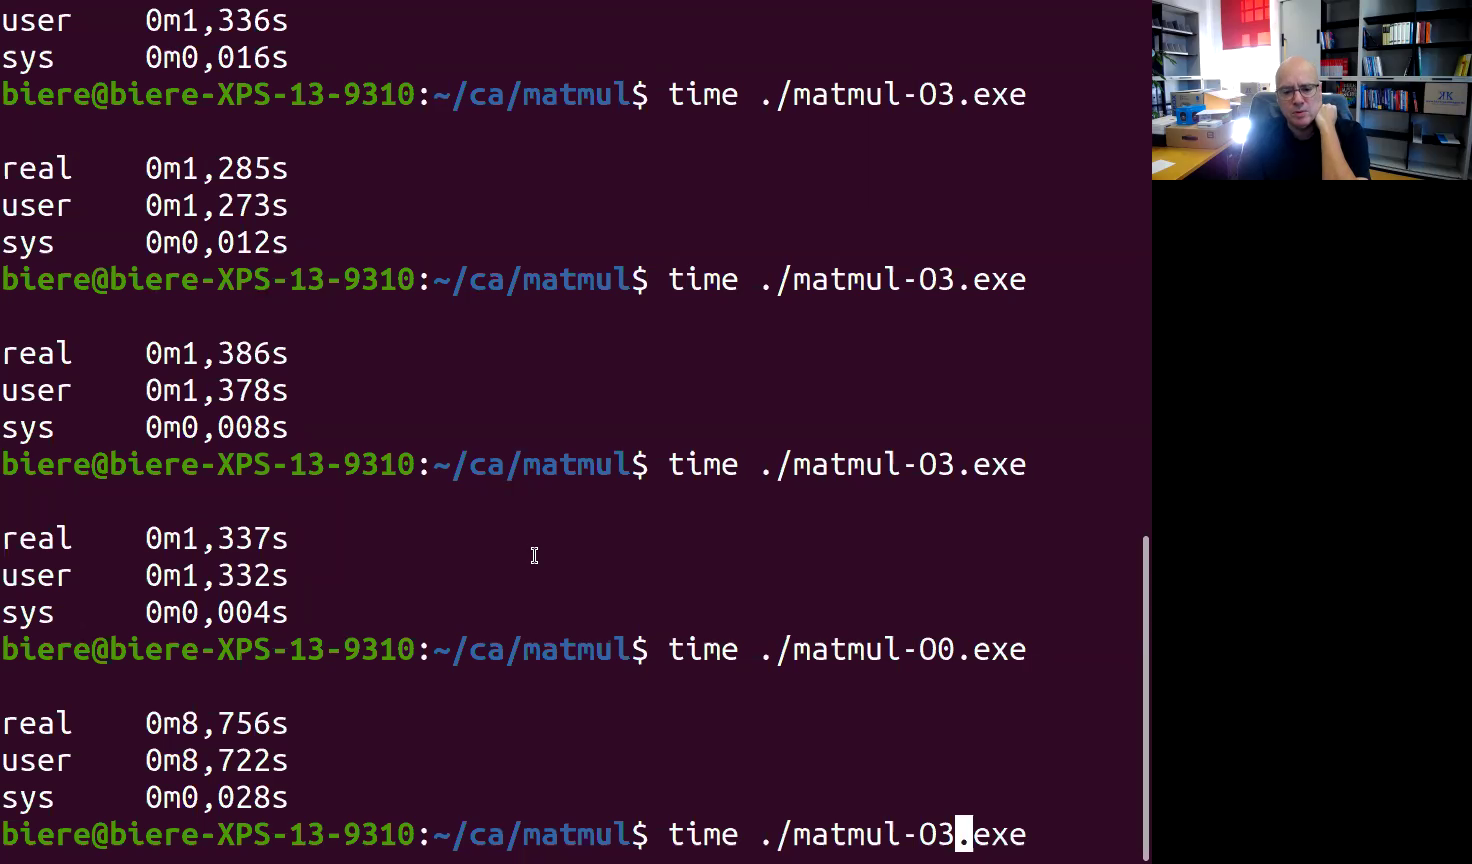 user 0m1,336s
sys 0m0,016s
biere@biere-XPS-13-9310:~/ca/matmul$ time ./matmul-O3.exe
real 0m1,285s
user 0m1,273s
sys 0m0,012s
biere@biere-XPS-13-9310:~/ca/matmul$ time ./matmul-O3.exe
real 0m1,386s
user 0m1,378s
sys 0m0,008s
biere@biere-XPS-13-9310:~/ca/matmul$ time ./matmul-O3.exe
real 0m1,337s
user 0m1,332s
sys 0m0,004s
biere@biere-XPS-13-9310:~/ca/matmul$ time ./matmul-O0.exe
real 0m8,756s
user 0m8,722s
sys 0m0,028s
biere@biere-XPS-13-9310:~/ca/matmul$ time ./matmul-O3.exe